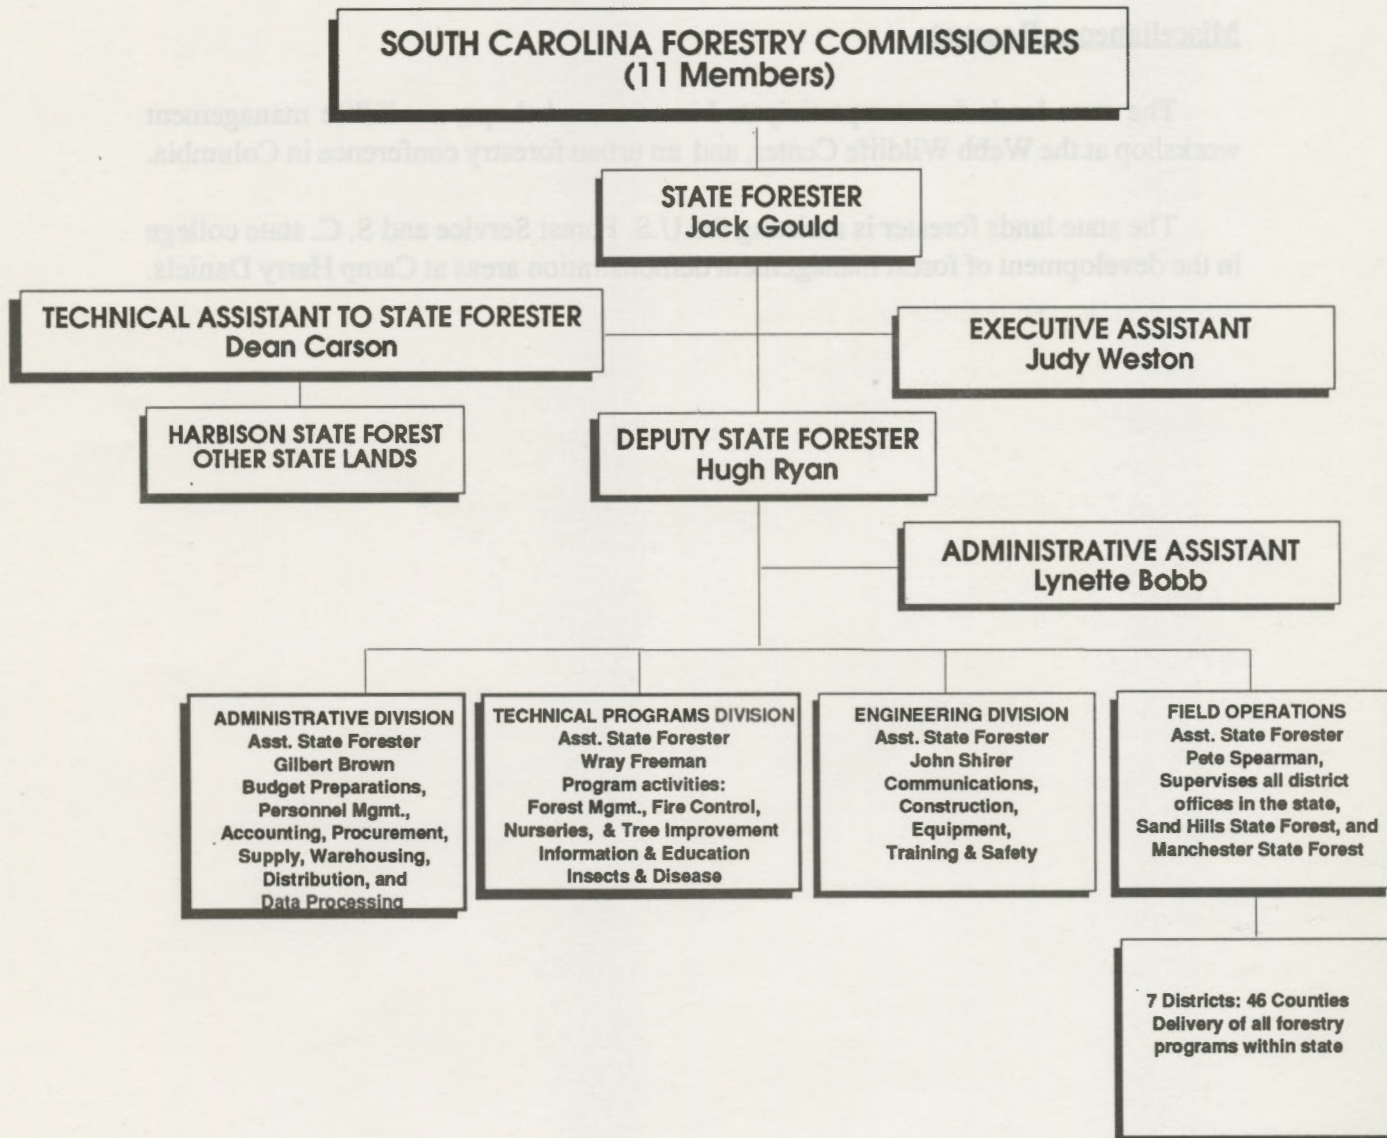 SOUTH CAROLINA FORESTRY COMMISSIONERS
(11 Members)
STATE FORESTER
Jack Gould
TECHNICAL ASSISTANT TO STATE FORESTER
Dean Carson
EXECUTIVE ASSISTANT
Judy Weston
HARBISON STATE FOREST
OTHER STATE LANDS
DEPUTY STATE FORESTER
Hugh Ryan
ADMINISTRATIVE ASSISTANT
Lynette Bobb
ADMINISTRATIVE DIVISION
Asst. State Forester
Gilbert Brown
Budget Preparations,
Personnel Mgmt.,
Accounting, Procurement,
Supply, Warehousing,
Distribution, and
Data Processing
TECHNICAL PROGRAMS DIVISION
Asst. State Forester
Wray Freeman
Program activities:
Forest Mgmt., Fire Control,
Nurseries, & Tree Improvement
Information & Education
Insects & Disease
ENGINEERING DIVISION
Asst. State Forester
John Shirer
Communications,
Construction,
Equipment,
Training & Safety
FIELD OPERATIONS
Asst. State Forester
Pete Spearman,
Supervises all district
offices in the state,
Sand Hills State Forest, and
Manchester State Forest
7 Districts: 46 Counties
Delivery of all forestry
programs within state